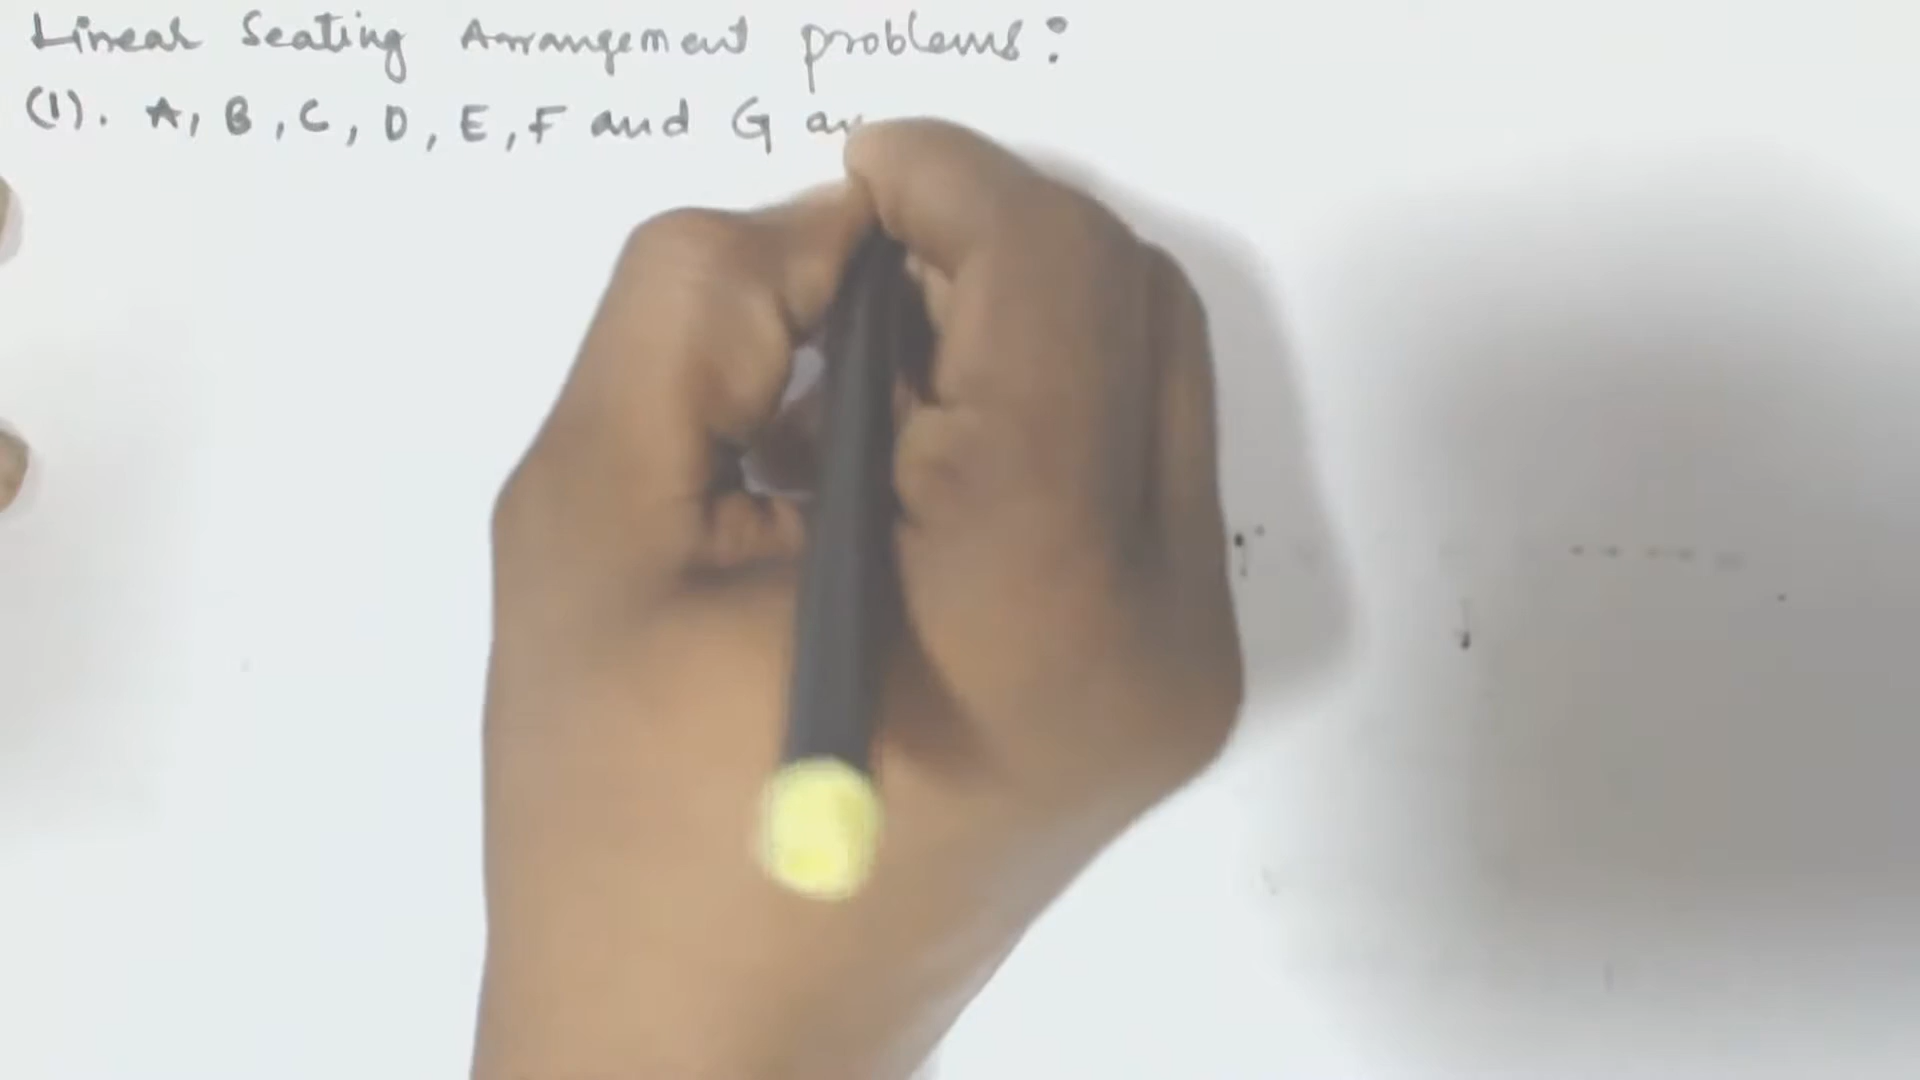 Linear Seating Arrangement problems:
(1). A, B, C, D, E, F and G